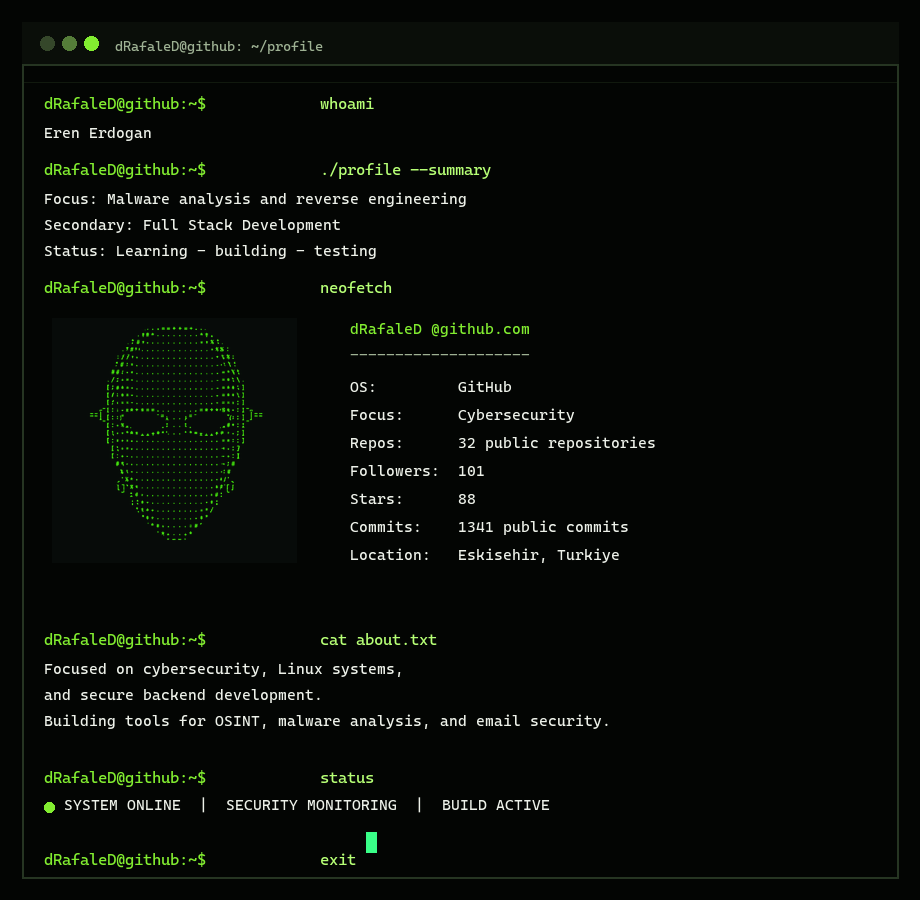 dRafaleD@github: ~/profile
dRafaleD@github:~$ whoami
Eren Erdogan
dRafaleD@github:~$ ./profile --summary
Focus: Malware analysis and reverse engineering
Secondary: Full Stack Development
Status: Learning - building - testing
dRafaleD@github:~$ neofetch
dRafaleD @github.com
--------------------
OS: GitHub
Focus: Cybersecurity
Repos: 32 public repositories
Followers: 101
Stars: 88
Commits: 1341 public commits
Location: Eskisehir, Turkiye
dRafaleD@github:~$ cat about.txt
Focused on cybersecurity, Linux systems,
and secure backend development.
Building tools for OSINT, malware analysis, and email security.
dRafaleD@github:~$ status
SYSTEM ONLINE | SECURITY MONITORING | BUILD ACTIVE
dRafaleD@github:~$ exit